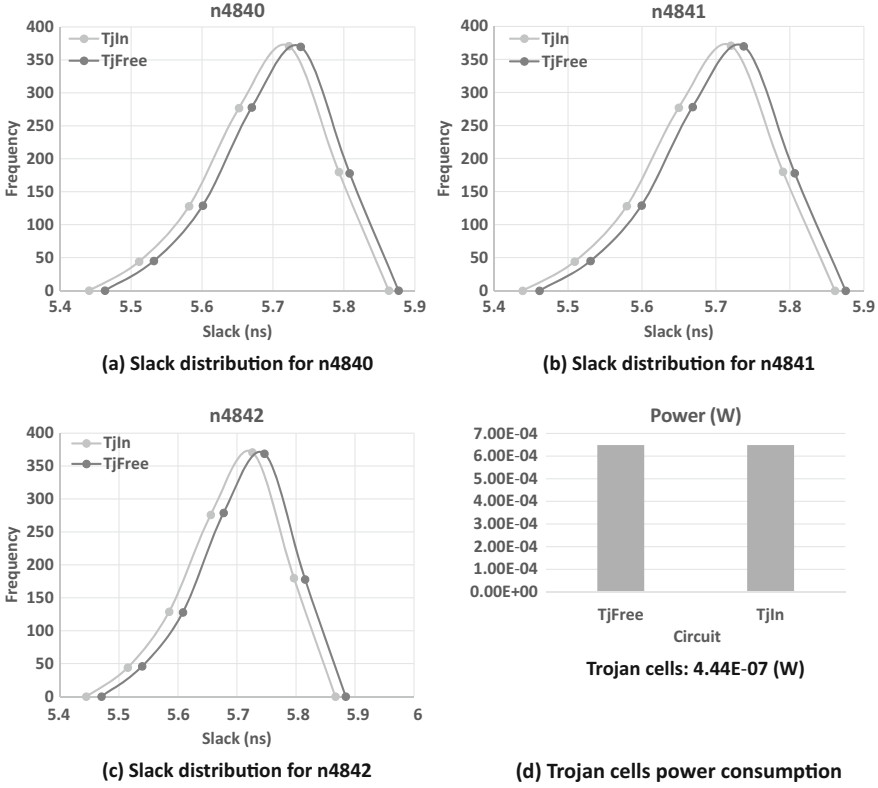 n4840
TjIn
TjFree
Frequency
400
350
300
250
200
150
100
50
0
5.4 5.5 5.6 5.7 5.8 5.9
Slack (ns)
(a) Slack distribution for n4840
n4841
TjIn
TjFree
Frequency
400
350
300
250
200
150
100
50
0
5.4 5.5 5.6 5.7 5.8 5.9
Slack (ns)
(b) Slack distribution for n4841
n4842
TjIn
TjFree
Frequency
400
350
300
250
200
150
100
50
0
5.4 5.5 5.6 5.7 5.8 5.9 6
Slack (ns)
(c) Slack distribution for n4842
Power (W)
7.00E-04
6.00E-04
5.00E-04
4.00E-04
3.00E-04
2.00E-04
1.00E-04
0.00E+00
TjFree TjIn
Circuit
Trojan cells: 4.44E-07 (W)
(d) Trojan cells power consumption